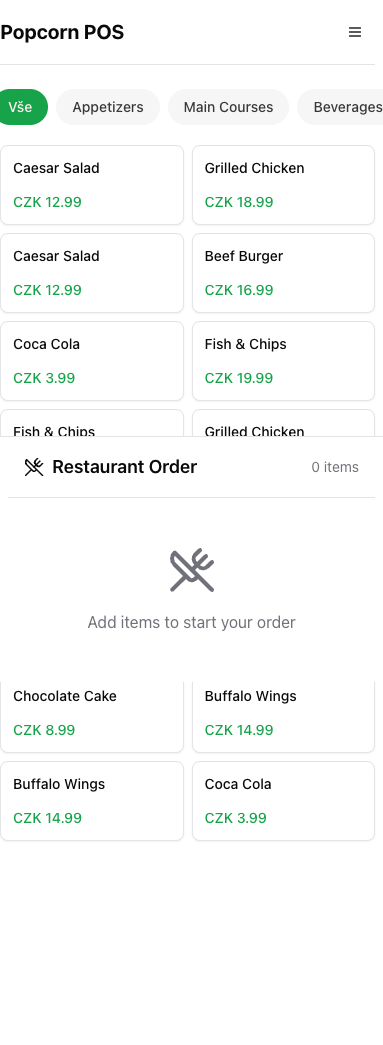 Popcorn POS
Vše Appetizers Main Courses Beverages
Caesar Salad Grilled Chicken
CZK 12.99 CZK 18.99
Caesar Salad Beef Burger
CZK 12.99 CZK 16.99
Coca Cola Fish & Chips
CZK 3.99 CZK 19.99
Fish & Chips Grilled Chicken
Restaurant Order 0 items
Add items to start your order
Chocolate Cake Buffalo Wings
CZK 8.99 CZK 14.99
Buffalo Wings Coca Cola
CZK 14.99 CZK 3.99